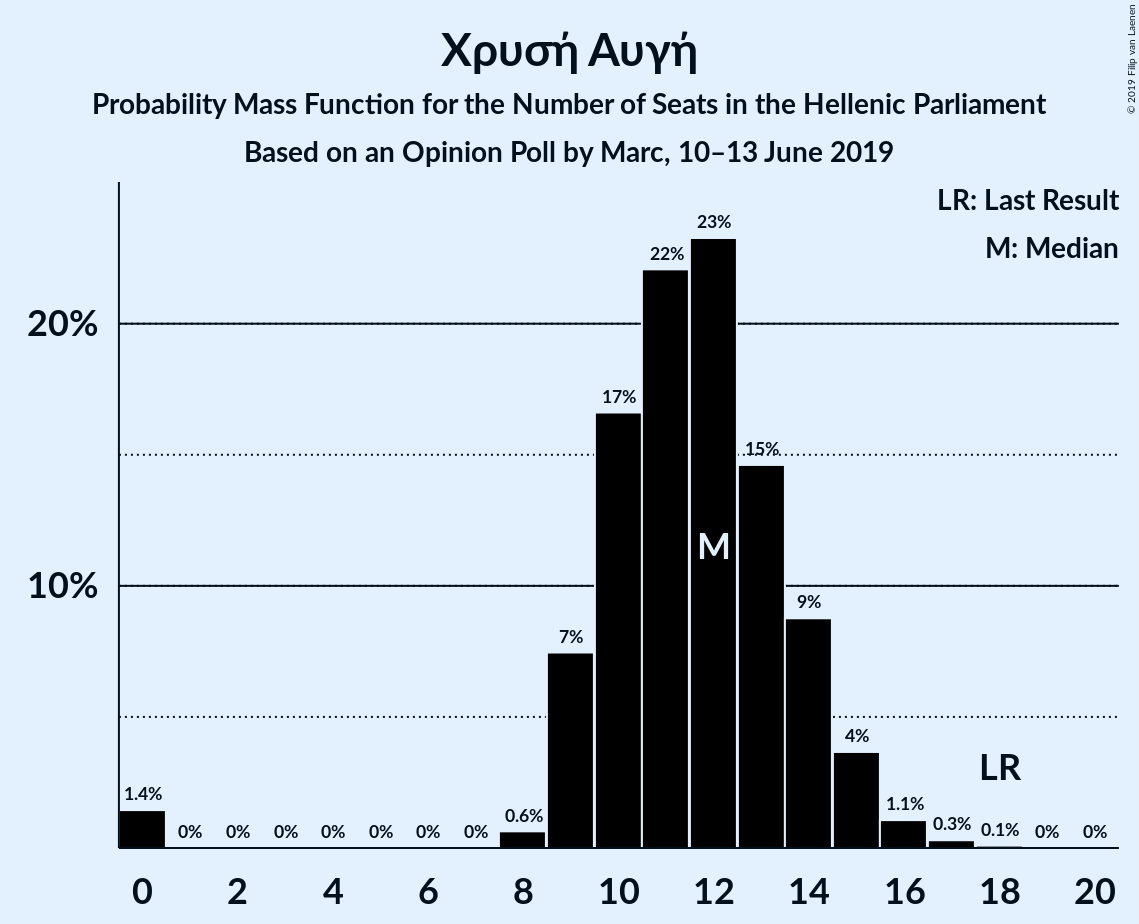 Χρυσή Αυγή
Probability Mass Function for the Number of Seats in the Hellenic Parliament
Based on an Opinion Poll by Marc, 10–13 June 2019
© 2019 Filip van Laenen
LR: Last Result
M: Median
23%
22%
20%
17%
15%
M
10%
9%
7%
4%
LR
1.4%
0%
0%
0%
0%
0%
0%
0%
0.6%
1.1%
0.3%
0.1%
0%
0%
0 2 4 6 8 10 12 14 16 18 20